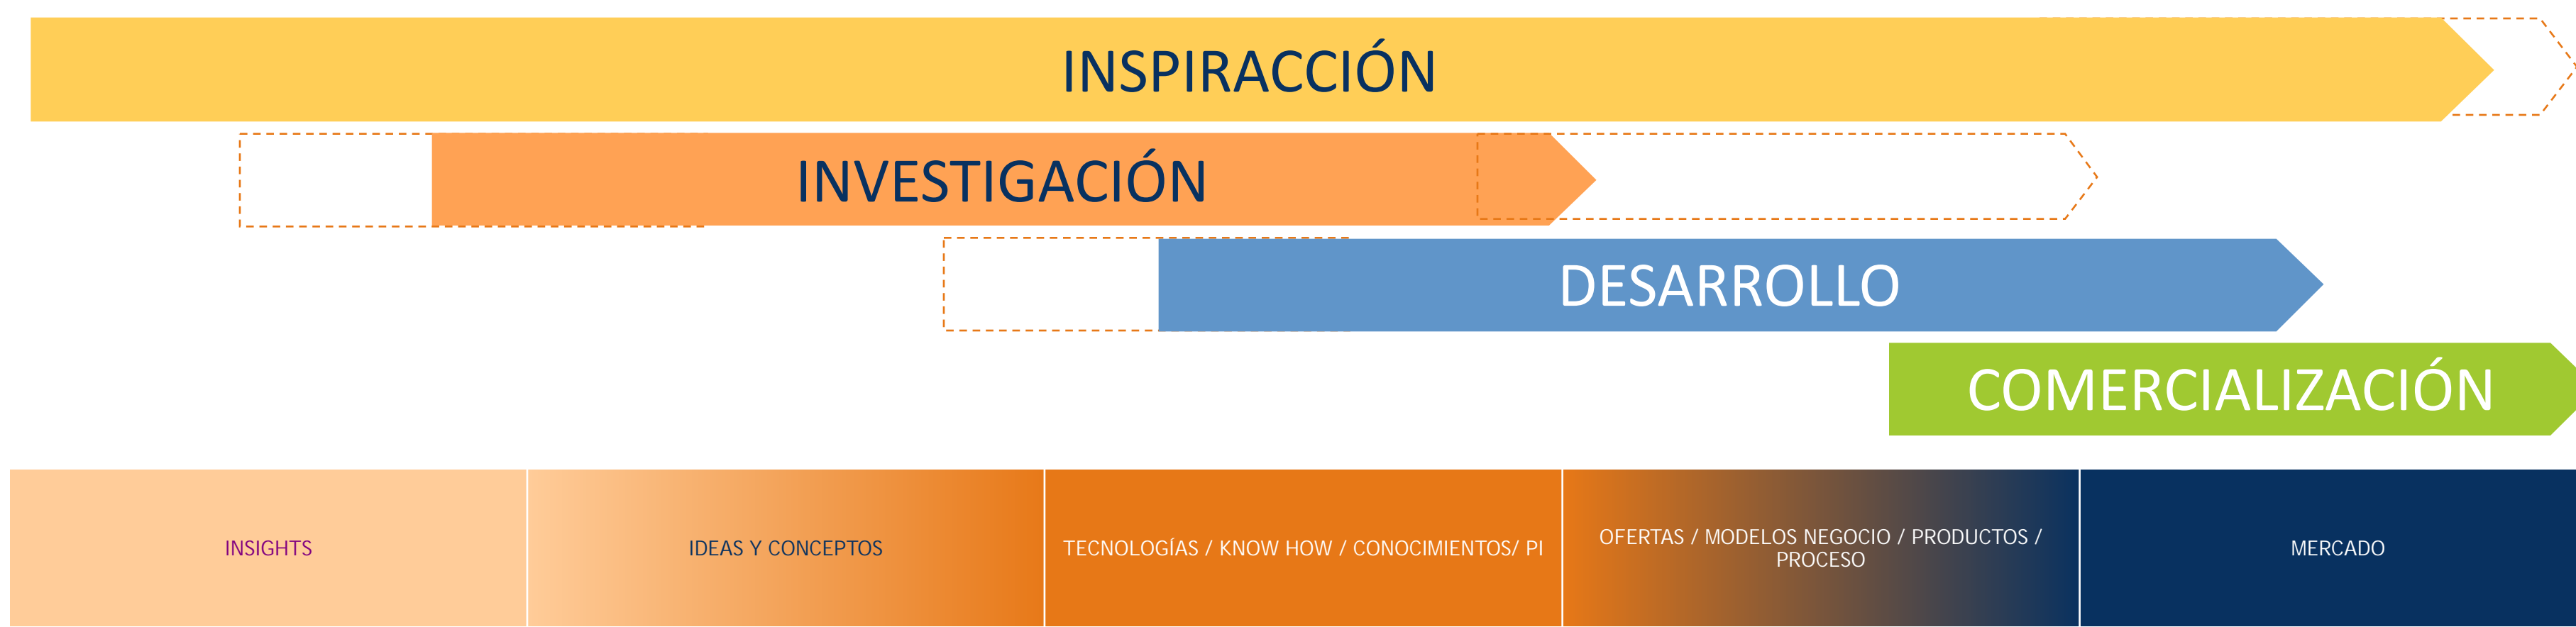 INSPIRACCIÓN
INVESTIGACIÓN
DESARROLLO
COMERCIALIZACIÓN
INSIGHTS
IDEAS Y CONCEPTOS
TECNOLOGÍAS / KNOW HOW / CONOCIMIENTOS/ PI
OFERTAS / MODELOS NEGOCIO / PRODUCTOS /
PROCESO
MERCADO